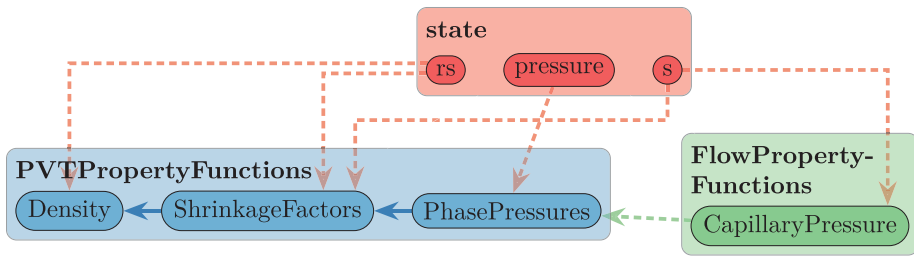 state
rs pressure s
PVTPropertyFunctions
Density ShrinkageFactors PhasePressures
FlowProperty-
Functions
CapillaryPressure